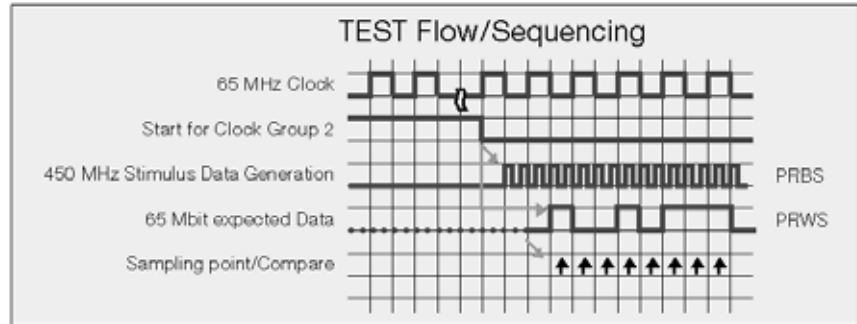 TEST Flow/Sequencing
65 MHz Clock
Start for Clock Group 2
450 MHz Stimulus Data Generation
PRBS
65 Mbit expected Data
PRWS
Sampling point/Compare